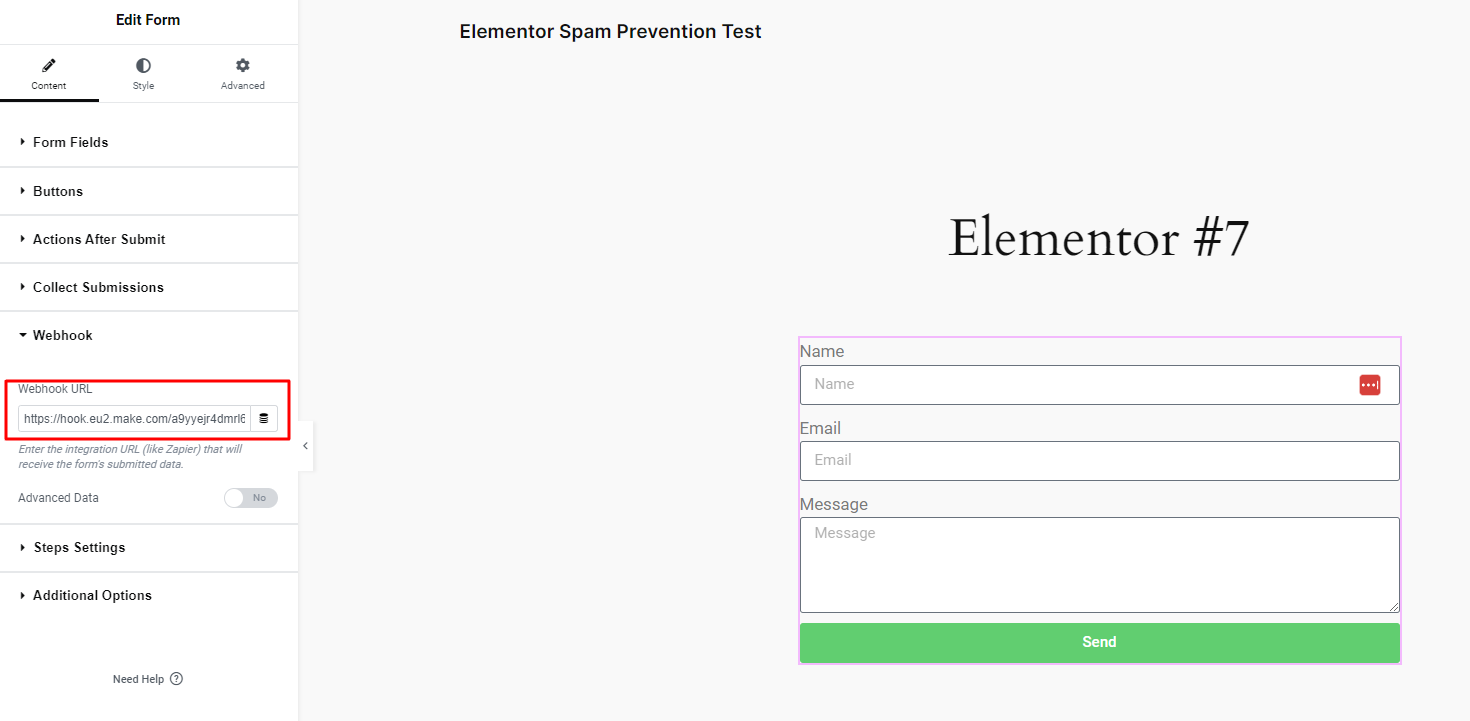 Edit Form
Content
Style
Advanced
Form Fields
Buttons
Actions After Submit
Collect Submissions
Webhook
Webhook URL
https://hook.eu2.make.com/a9yyejr4dmrl6
Enter the integration URL (like Zapier) that will
receive the form's submitted data.
Advanced Data
No
Steps Settings
Additional Options
Need Help ?
Elementor Spam Prevention Test
Elementor #7
Name
Name
Email
Email
Message
Message
Send